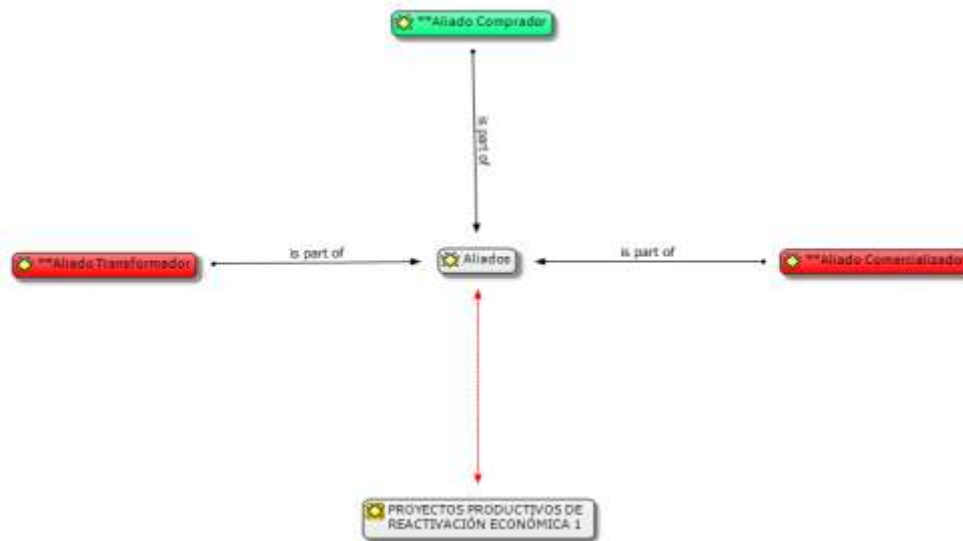 **Aliado Comprador
is part of
**Aliado Transformador
is part of
Aliados
is part of
**Aliado Comercializador
PROYECTOS PRODUCTIVOS DE
REACTIVACIÓN ECONÓMICA 1